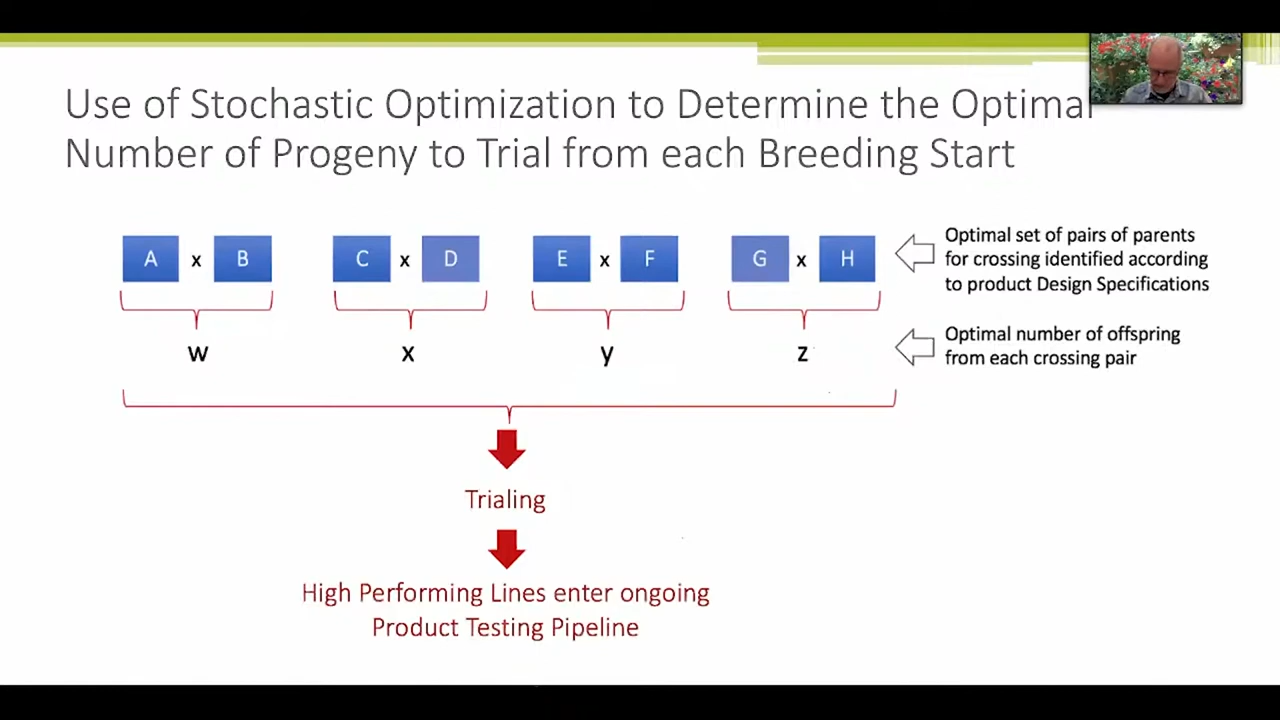 Use of Stochastic Optimization to Determine the Optimal
Number of Progeny to Trial from each Breeding Start
A x B C x D E x F G x H
Optimal set of pairs of parents
for crossing identified according
to product Design Specifications
w x y z
Optimal number of offspring
from each crossing pair
Trialing
High Performing Lines enter ongoing
Product Testing Pipeline